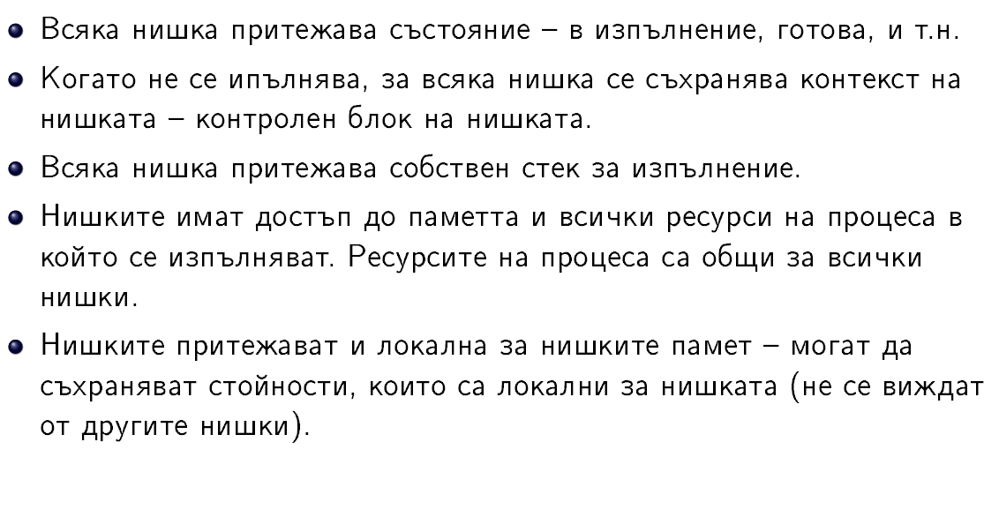 Всяка нишка притежава състояние – в изпълнение, готова, и т.н.
Когато не се ипълнява, за всяка нишка се съхранява контекст на
нишката – контролен блок на нишката.
Всяка нишка притежава собствен стек за изпълнение.
Нишките имат достъп до паметта и всички ресурси на процеса в
който се изпълняват. Ресурсите на процеса са общи за всички
нишки.
Нишките притежават и локална за нишките памет – могат да
съхраняват стойности, които са локални за нишката (не се виждат
от другите нишки).